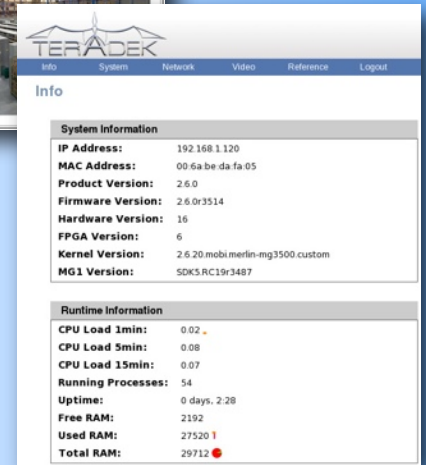 TERADEK
Info System Network Video Reference Logout
Info
System Information
IP Address: 192.168.1.120
MAC Address: 00:6a:be:da:fa:05
Product Version: 2.6.0
Firmware Version: 2.6.0r3514
Hardware Version: 16
FPGA Version: 6
Kernel Version: 2.6.20.mobi.merlin-mg3500.custom
MG1 Version: SDK5.RC19r3487
Runtime Information
CPU Load 1min: 0.02
CPU Load 5min: 0.08
CPU Load 15min: 0.07
Running Processes: 54
Uptime: 0 days, 2:28
Free RAM: 2192
Used RAM: 27520
Total RAM: 29712